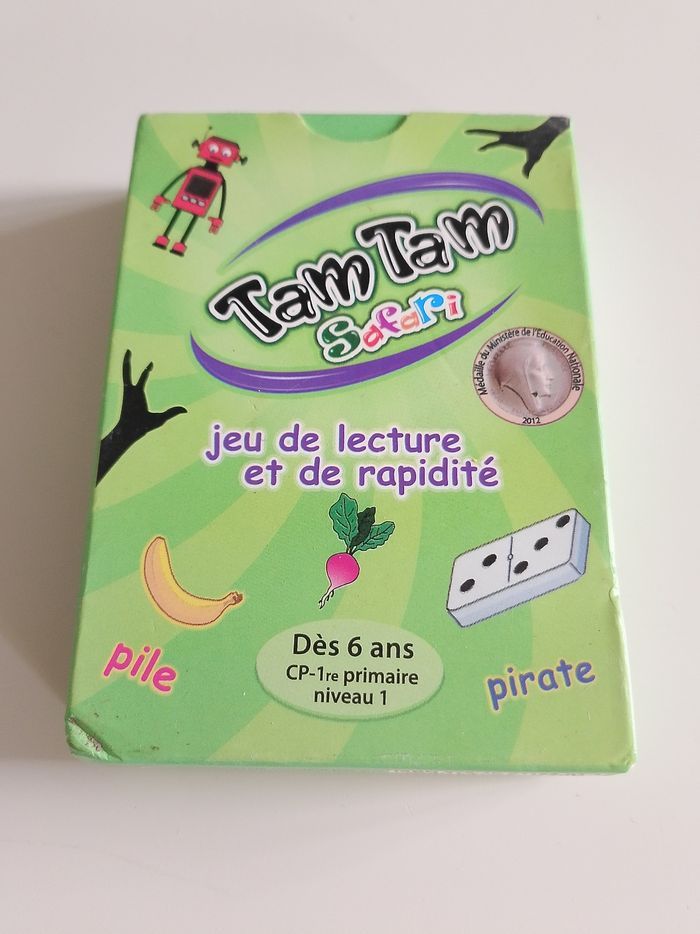 Tam Tam
Safari
Médaille du Ministère de l'Éducation Nationale
2012
jeu de lecture
et de rapidité
Dès 6 ans
CP-1re primaire
niveau 1
pile
pirate